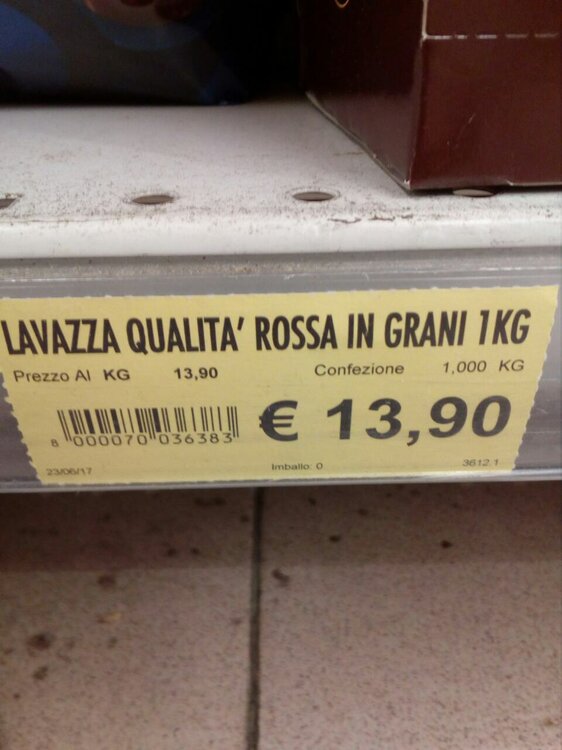 LAVAZZA QUALITA' ROSSA IN GRANI 1KG
Prezzo Al KG 13,90 Confezione 1,000 KG
€ 13,90
8 000070 036383
23/06/17 Imballo: 0 3612.1